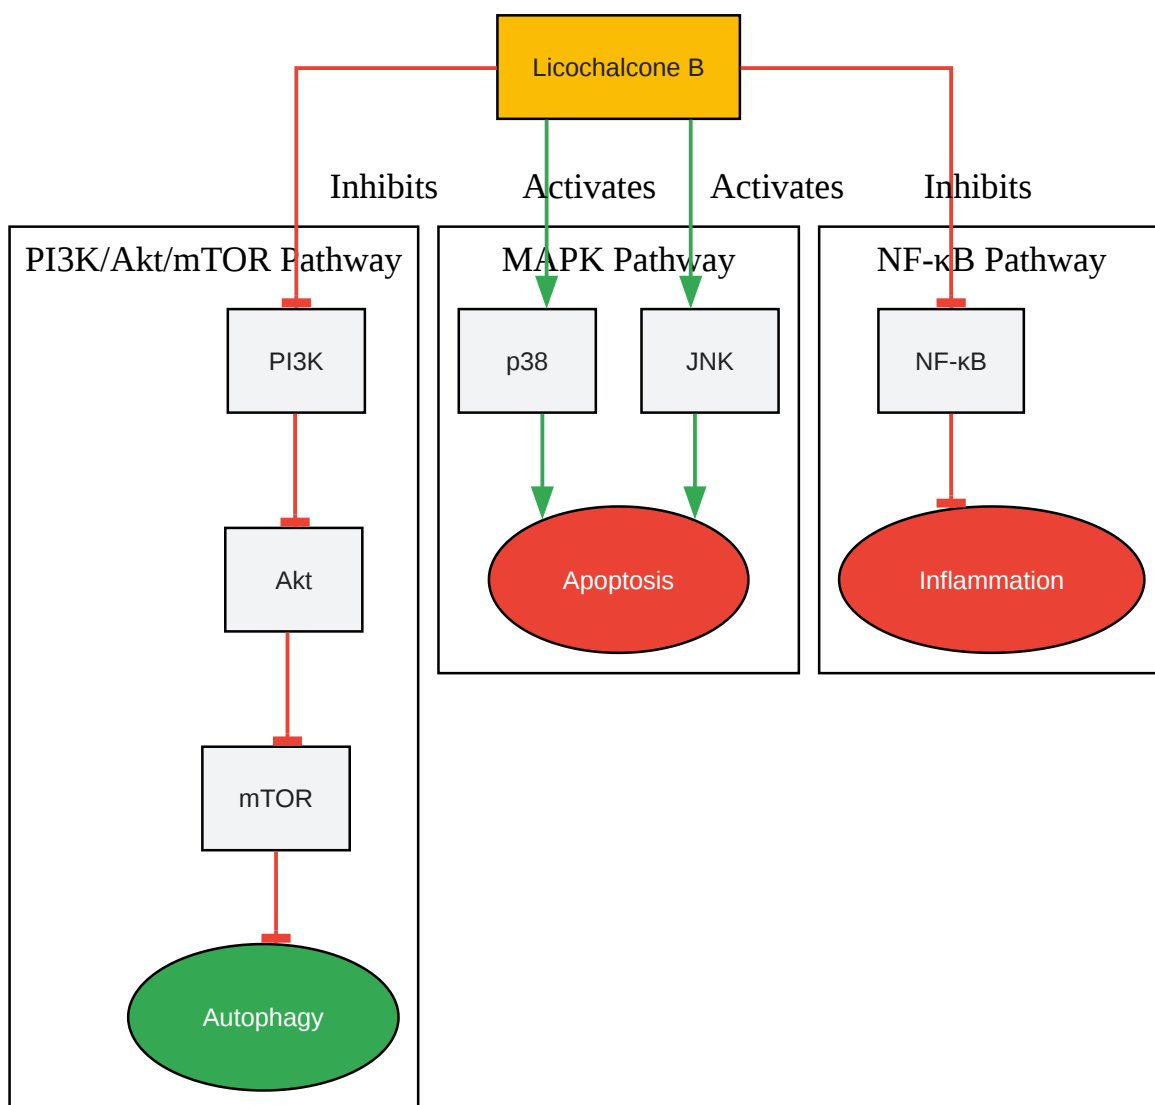 Licochalcone B
Inhibits
Activates
Activates
Inhibits
PI3K/Akt/mTOR Pathway
MAPK Pathway
NF-κB Pathway
PI3K
p38
JNK
NF-κB
Akt
Apoptosis
Inflammation
mTOR
Autophagy